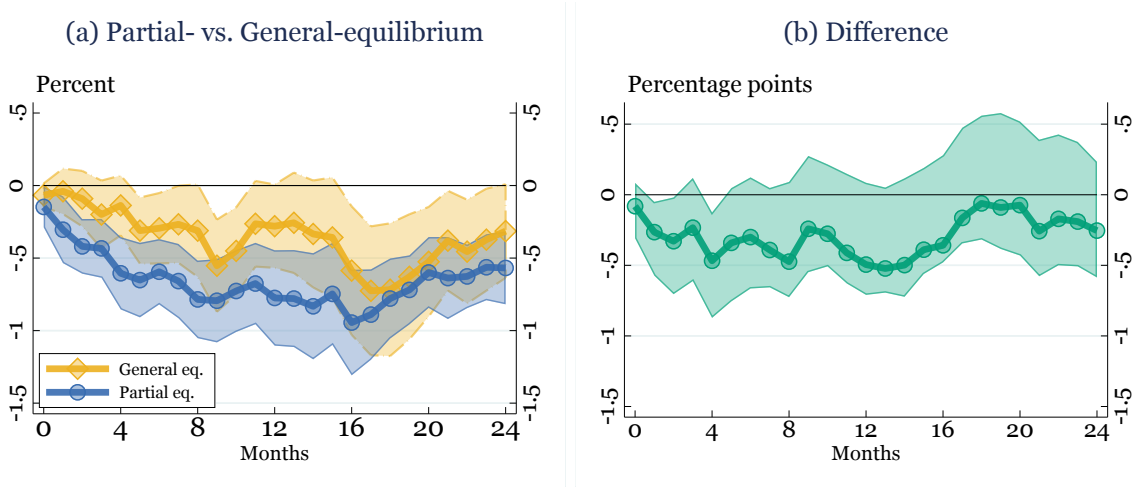 (a) Partial- vs. General-equilibrium
Percent
.5
0
-.5
-1
-1.5
.5
0
-.5
-1
-1.5
General eq.
Partial eq.
0 4 8 12 16 20 24
Months
(b) Difference
Percentage points
.5
0
-.5
-1
-1.5
.5
0
-.5
-1
-1.5
0 4 8 12 16 20 24
Months